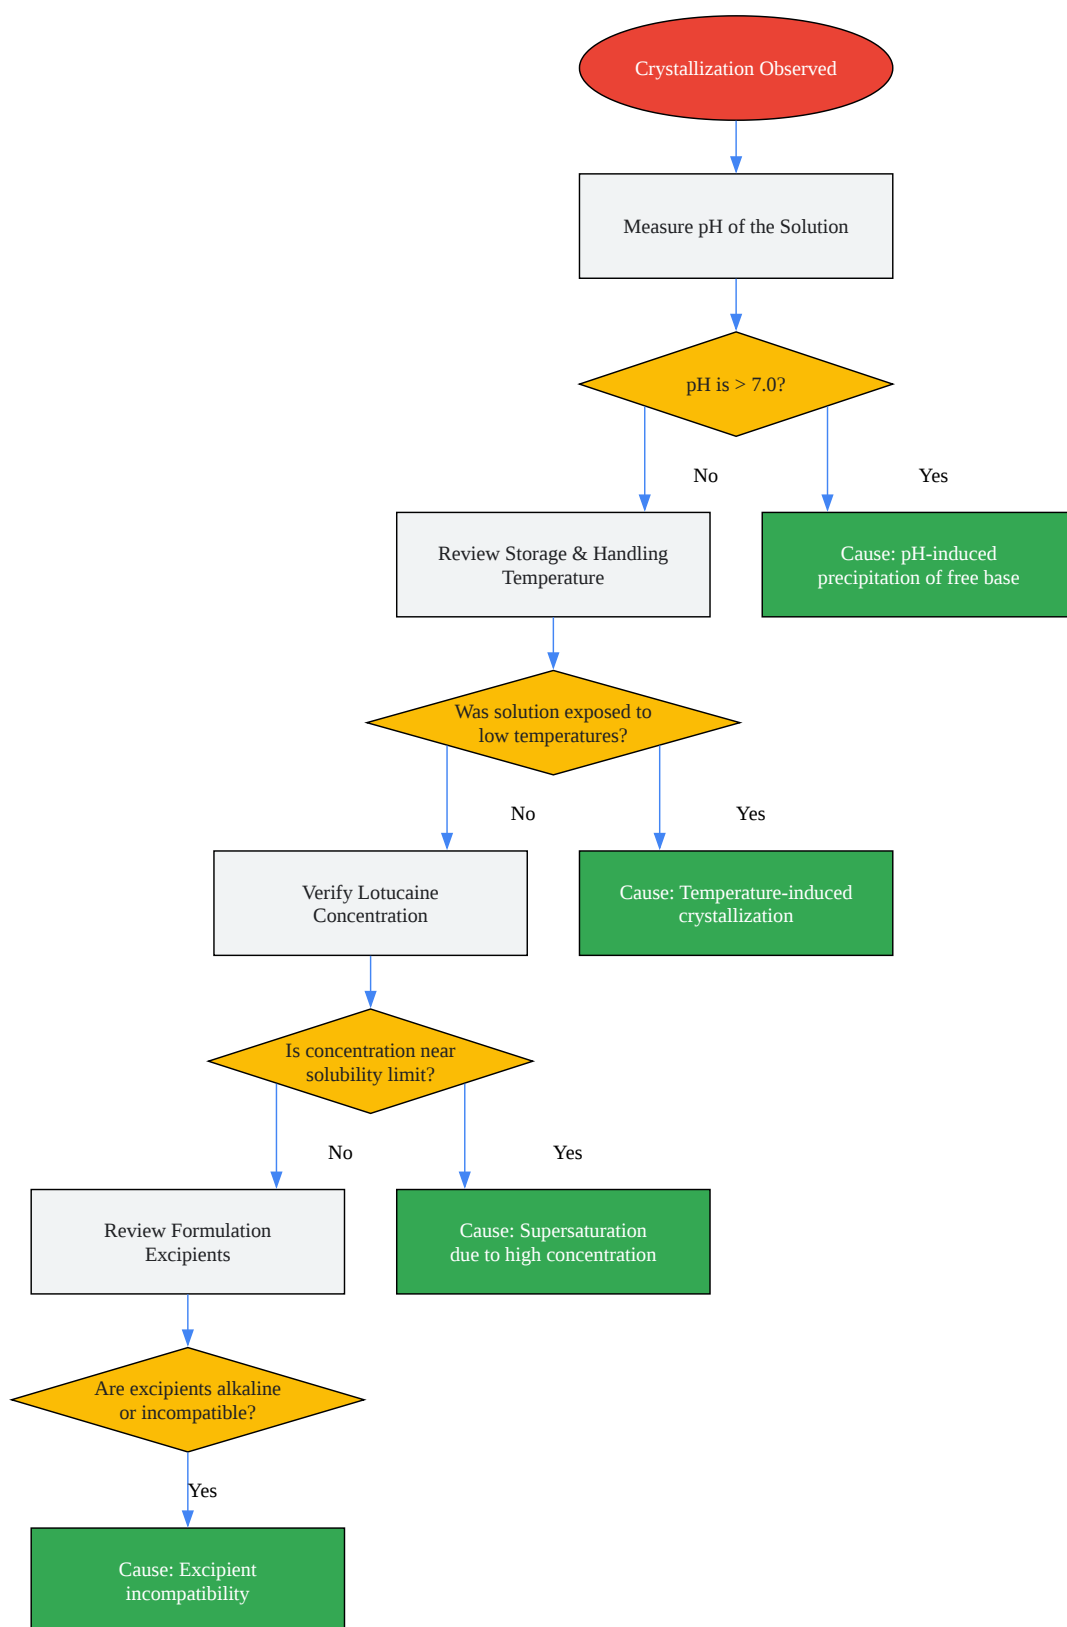 Crystallization Observed
Measure pH of the Solution
pH is > 7.0?
No
Yes
Review Storage & Handling
Temperature
Cause: pH-induced
precipitation of free base
Was solution exposed to
low temperatures?
No
Yes
Verify Lotucaine
Concentration
Cause: Temperature-induced
crystallization
Is concentration near
solubility limit?
No
Yes
Review Formulation
Excipients
Cause: Supersaturation
due to high concentration
Are excipients alkaline
or incompatible?
Yes
Cause: Excipient
incompatibility